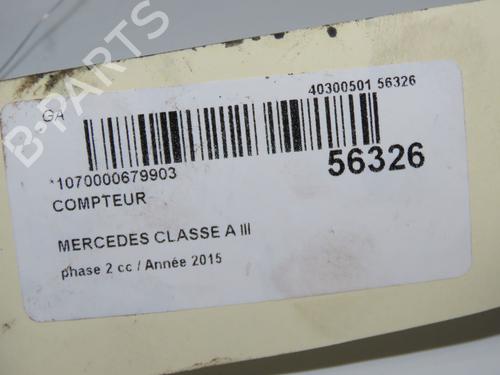 B-PARTS
GA
40300501 56326
*1070000679903
56326
COMPTEUR
MERCEDES CLASSE A III
phase 2 cc / Année 2015